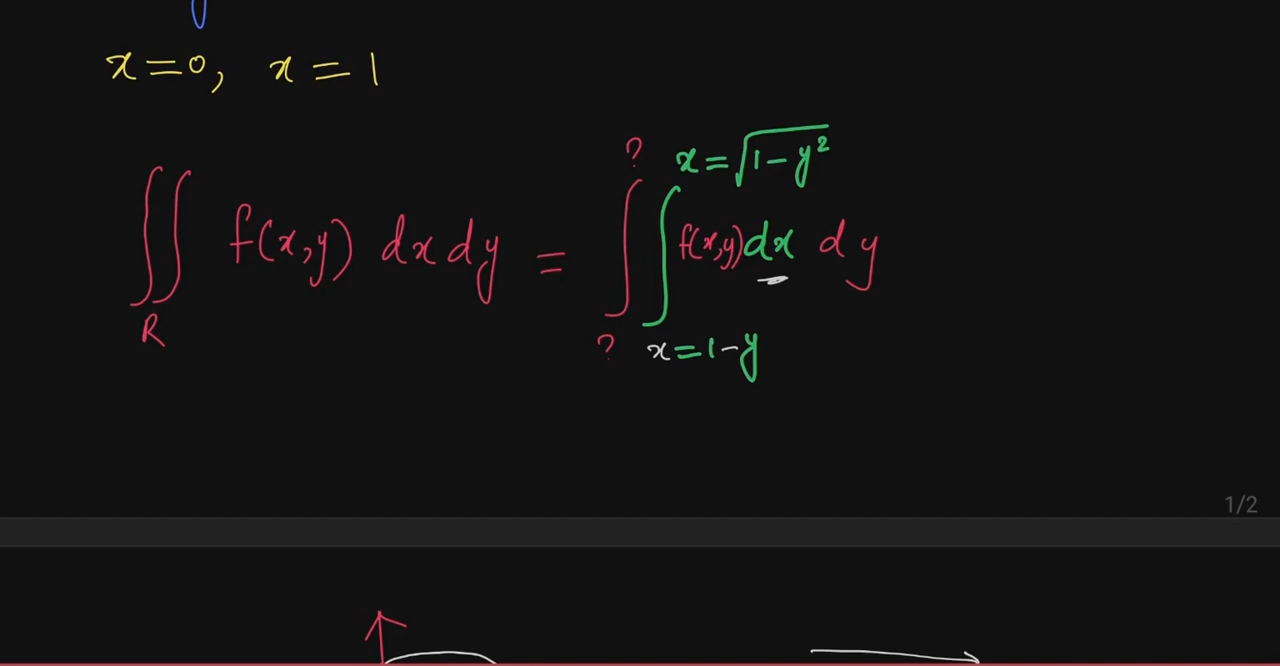 x=0, x=1
∬_R f(x,y) dx dy = ∫_?^? ∫_{x=1-y}^{x=√(1-y²)} f(x,y) dx dy
1/2